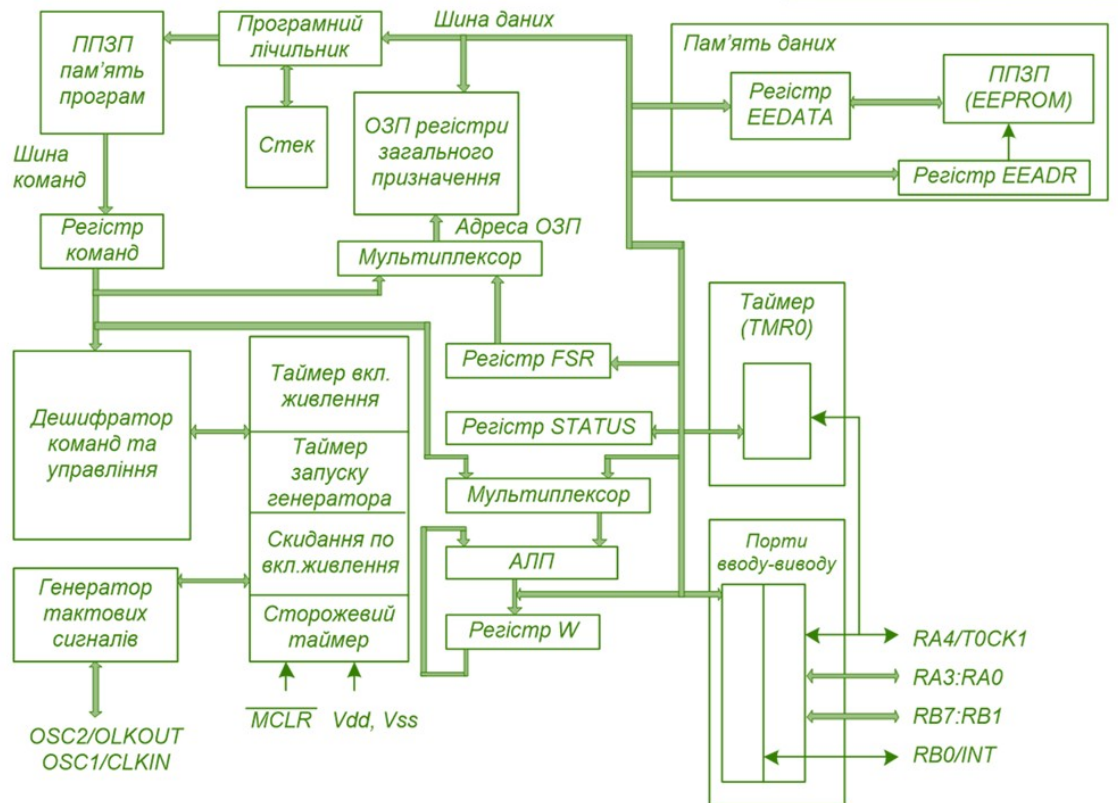 ППЗП
пам’ять
програм
Програмний
лічильник
Шина даних
Стек
ОЗП регістри
загального
призначення
Пам’ять даних
Регістр
EEDATA
ППЗП
(EEPROM)
Регістр EEADR
Шина
команд
Регістр
команд
Адреса ОЗП
Мультиплексор
Таймер
(TMR0)
Регістр FSR
Регістр STATUS
Мультиплексор
АЛП
Регістр W
Дешифратор
команд та
управління
Таймер вкл.
живлення
Таймер
запуску
генератора
Скидання по
вкл.живлення
Сторожевий
таймер
Генератор
тактових
сигналів
MCLR
Vdd, Vss
OSC2/OLKOUT
OSC1/CLKIN
Порти
вводу-виводу
RA4/T0CK1
RA3:RA0
RB7:RB1
RB0/INT